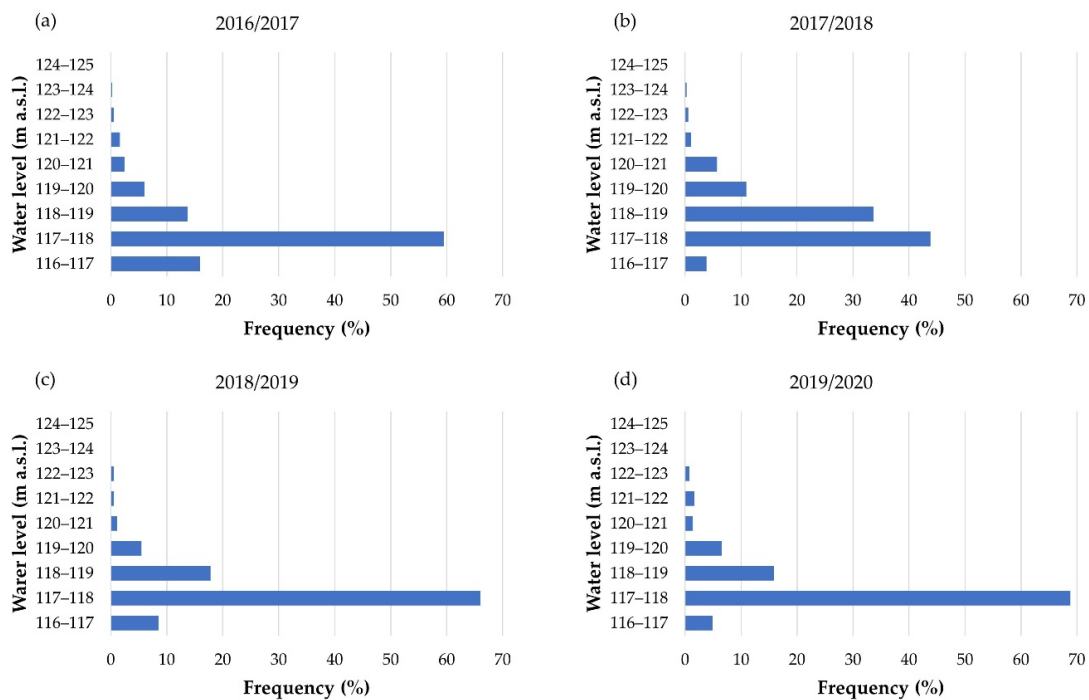 (a) 2016/2017
Water level (m a.s.l.)
124–125
123–124
122–123
121–122
120–121
119–120
118–119
117–118
116–117
0 10 20 30 40 50 60 70
Frequency (%)
(b) 2017/2018
Water level (m a.s.l.)
124–125
123–124
122–123
121–122
120–121
119–120
118–119
117–118
116–117
0 10 20 30 40 50 60 70
Frequency (%)
(c) 2018/2019
Warer level (m a.s.l.)
124–125
123–124
122–123
121–122
120–121
119–120
118–119
117–118
116–117
0 10 20 30 40 50 60 70
Frequency (%)
(d) 2019/2020
Water level (m a.s.l.)
124–125
123–124
122–123
121–122
120–121
119–120
118–119
117–118
116–117
0 10 20 30 40 50 60 70
Frequency (%)